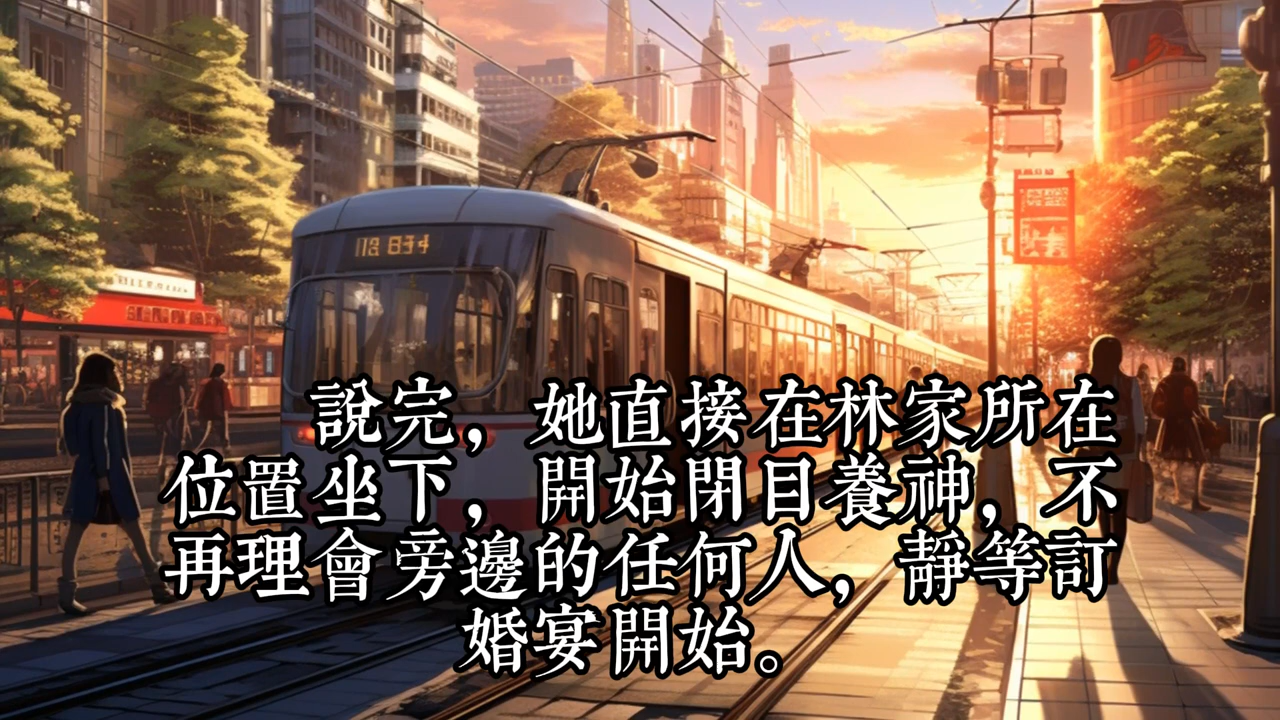 說完，她直接在林家所在
位置坐下，開始閉目養神，不
再理會旁邊的任何人，靜等訂
婚宴開始。